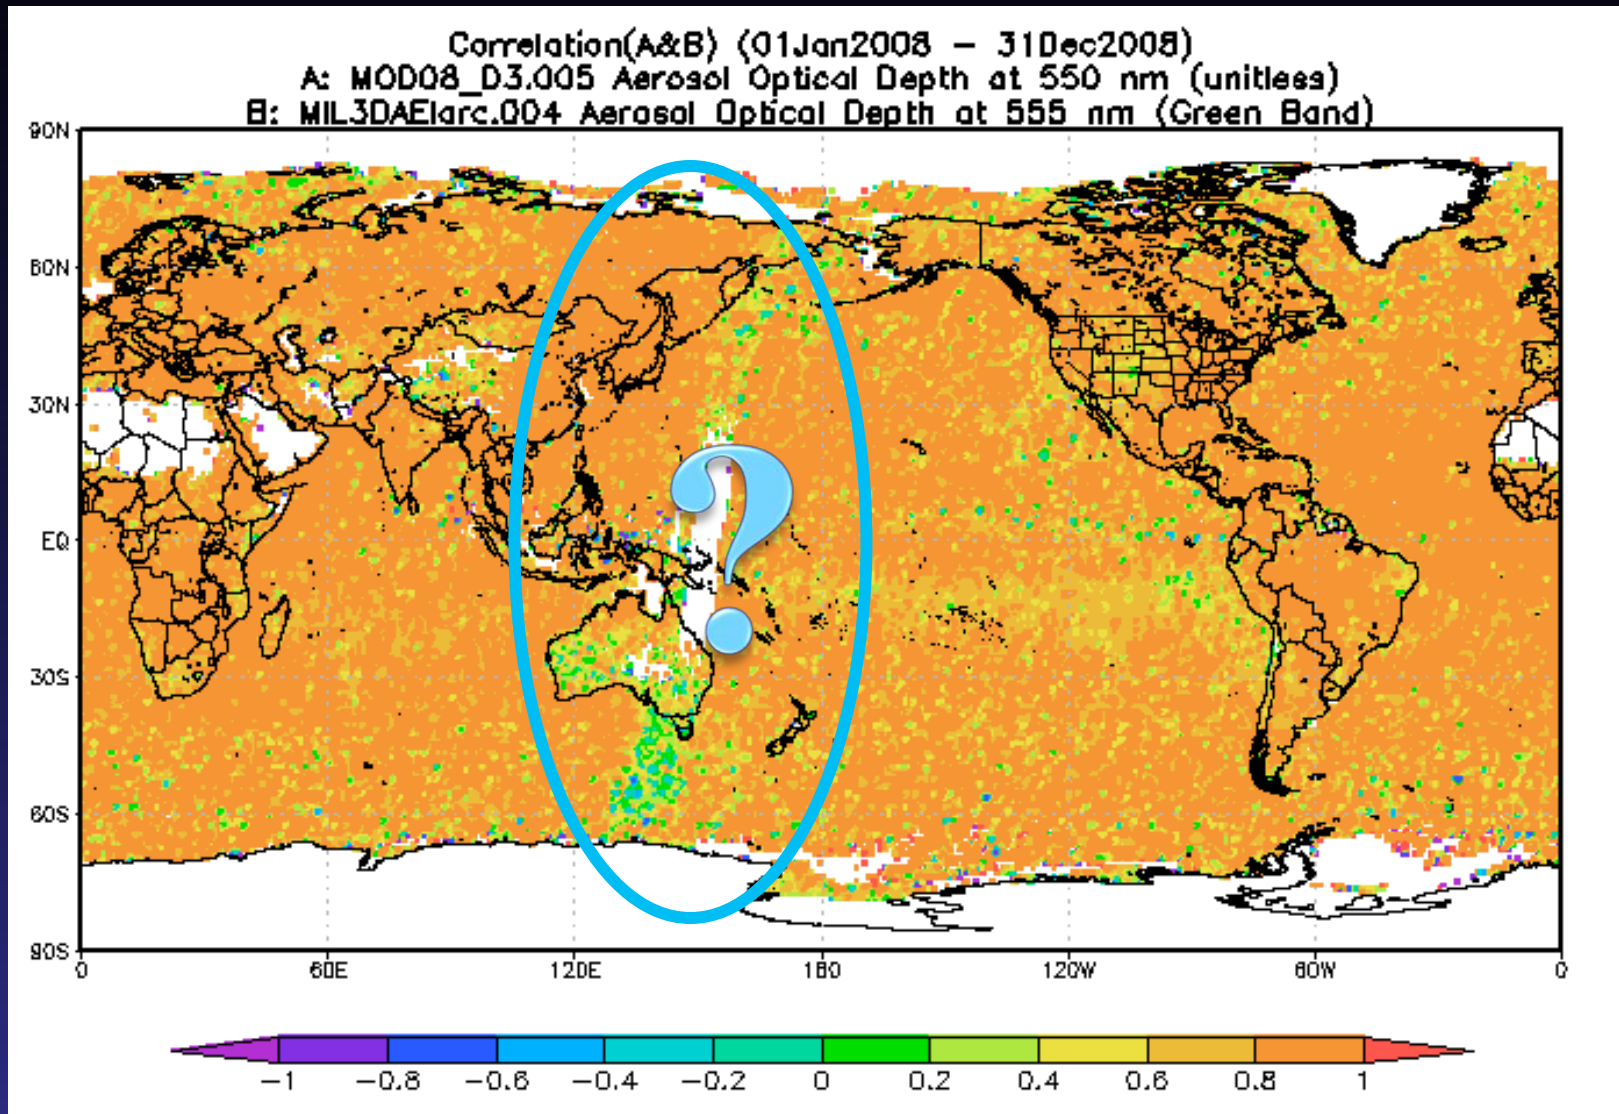 Correlation(A&B) (01Jan2008 – 31Dec2008)
A: MOD08_D3.005 Aerosol Optical Depth at 550 nm (unitless)
B: MIL3DAElarc.004 Aerosol Optical Depth at 555 nm (Green Band)
90N
60N
30N
EQ
30S
60S
90S
0 60E 120E 180 120W 60W 0
?
−1 −0.8 −0.6 −0.4 −0.2 0 0.2 0.4 0.6 0.8 1